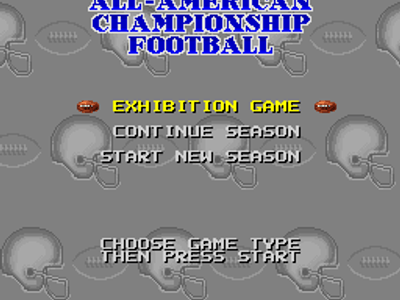 ALL-AMERICAN
CHAMPIONSHIP
FOOTBALL
EXHIBITION GAME
CONTINUE SEASON
START NEW SEASON
CHOOSE GAME TYPE
THEN PRESS START